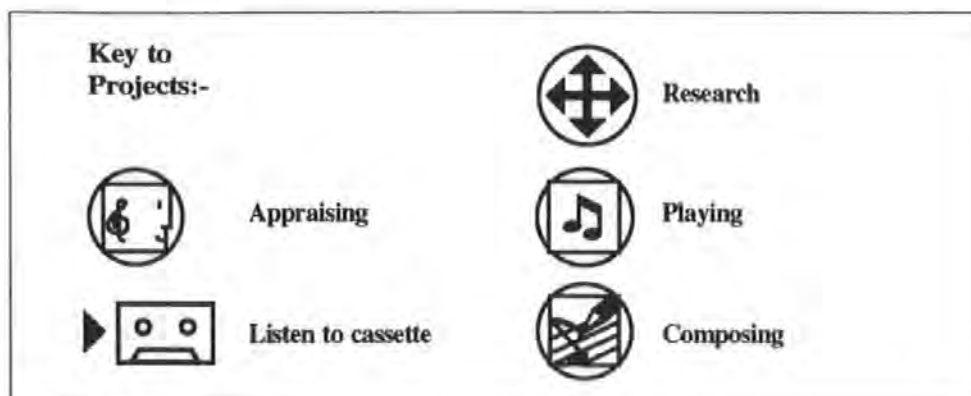 Key to
Projects:-
Research
Appraising
Playing
Listen to cassette
Composing